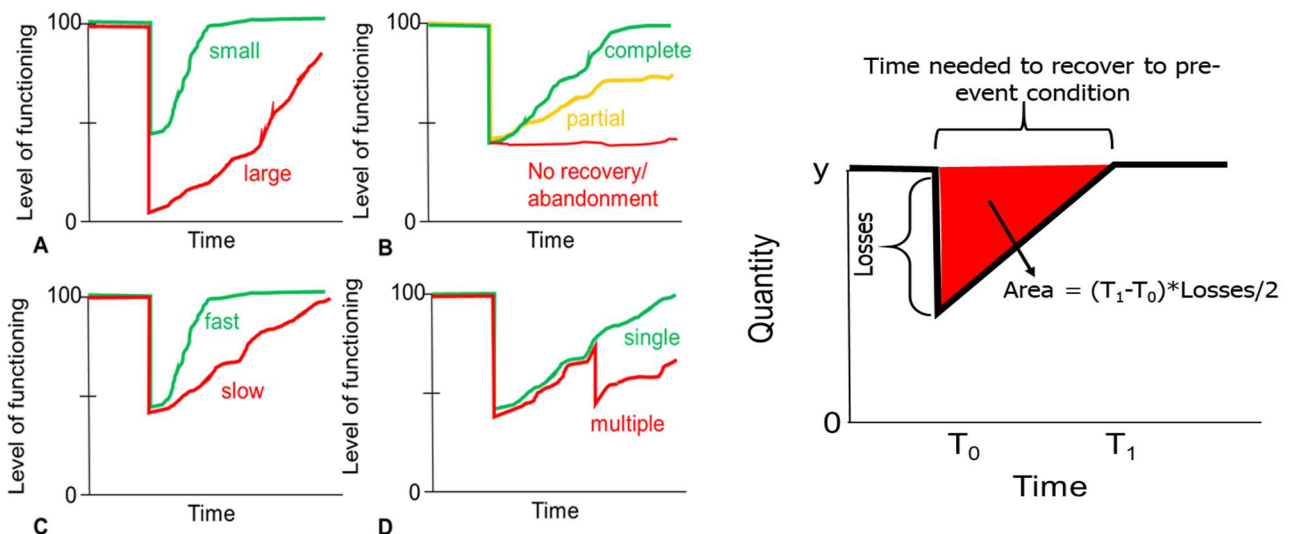 Level of functioning
100
0
small
large
Time
A
Level of functioning
100
0
complete
partial
No recovery/
abandonment
Time
B
Level of functioning
100
0
fast
slow
Time
C
Level of functioning
100
0
single
multiple
Time
D
Time needed to recover to pre-
event condition
y
Losses
Quantity
Area = (T₁-T₀)*Losses/2
0
T₀
T₁
Time